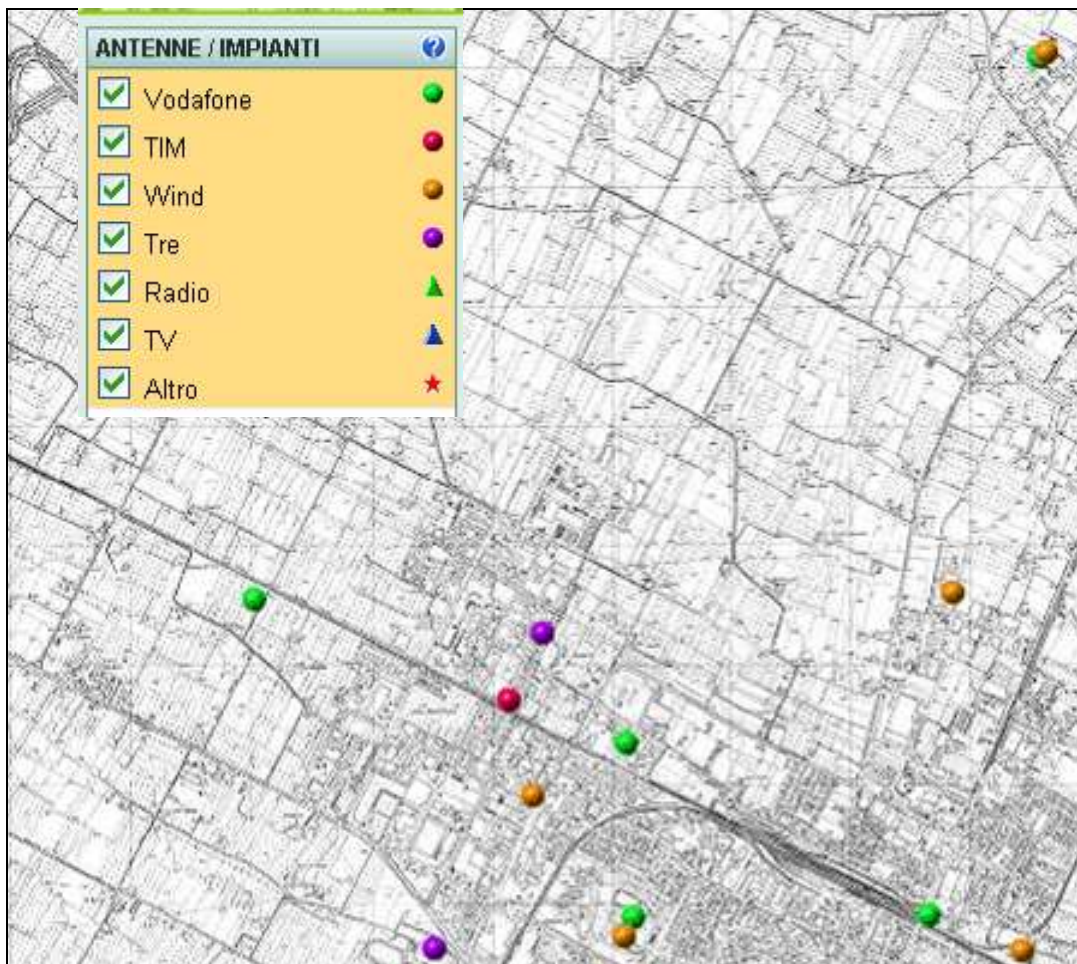 ANTENNE / IMPIANTI ?
Vodafone
TIM
Wind
Tre
Radio
TV
Altro